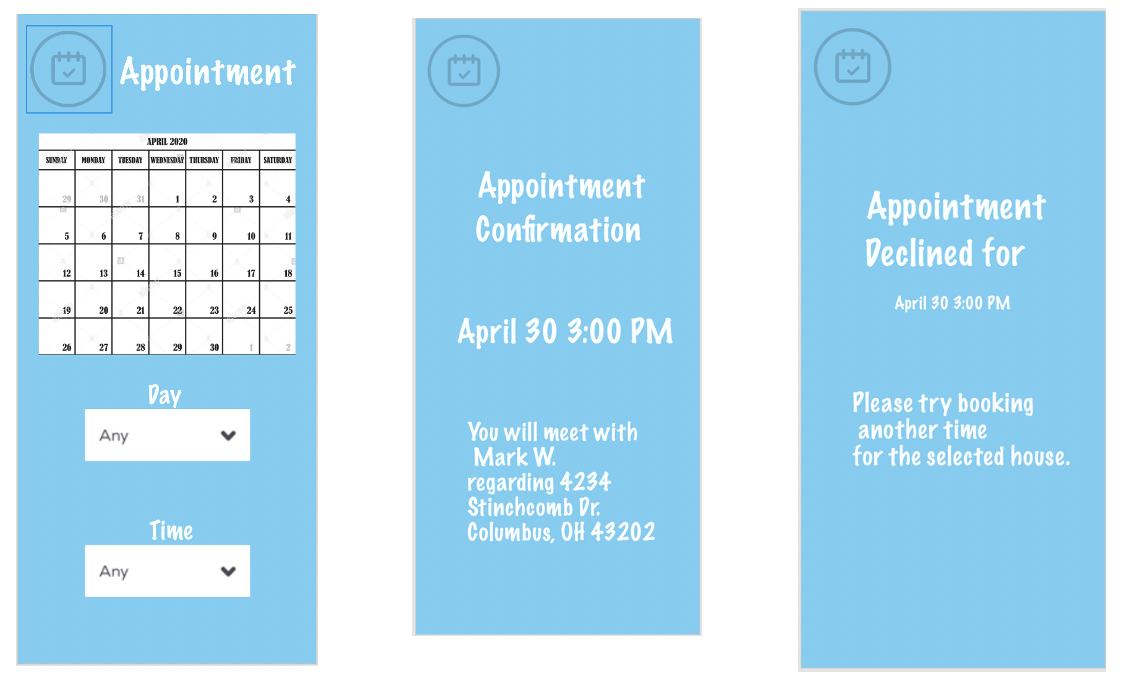 Appointment
APRIL 2020
SUNDAY MONDAY TUESDAY WEDNESDAY THURSDAY FRIDAY SATURDAY
29 30 31 1 2 3 4
5 6 7 8 9 10 11
12 13 14 15 16 17 18
19 20 21 22 23 24 25
26 27 28 29 30 1 2
Day
Any
Time
Any
Appointment
Confirmation
April 30 3:00 PM
You will meet with
Mark W.
regarding 4234
Stinchcomb Dr.
Columbus, OH 43202
Appointment
Declined for
April 30 3:00 PM
Please try booking
another time
for the selected house.